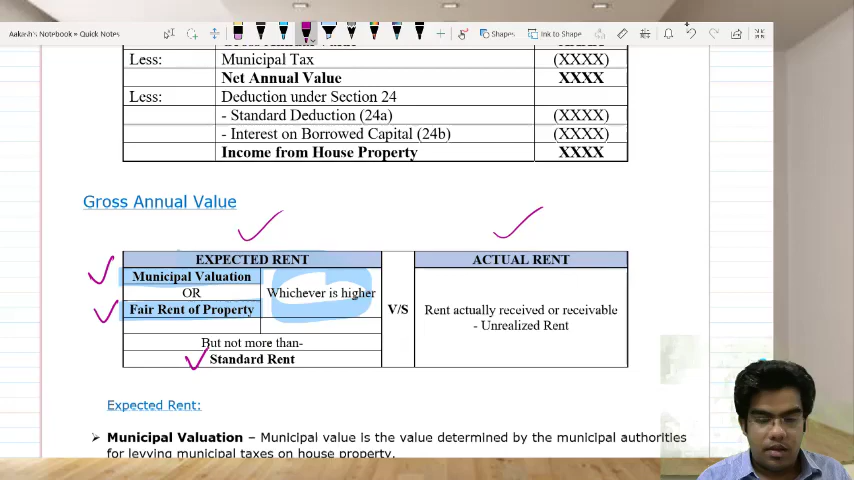 Aakash's Notebook » Quick Notes
Shapes
Ink to Shape
Gross Annual Value XXXX
Less: Municipal Tax (XXXX)
Net Annual Value XXXX
Less: Deduction under Section 24
- Standard Deduction (24a) (XXXX)
- Interest on Borrowed Capital (24b) (XXXX)
Income from House Property XXXX
Gross Annual Value
EXPECTED RENT ACTUAL RENT
Municipal Valuation
OR Whichever is higher
Fair Rent of Property V/S Rent actually received or receivable
- Unrealized Rent
But not more than-
Standard Rent
Expected Rent:
➢ Municipal Valuation – Municipal value is the value determined by the municipal authorities
for levying municipal taxes on house property.